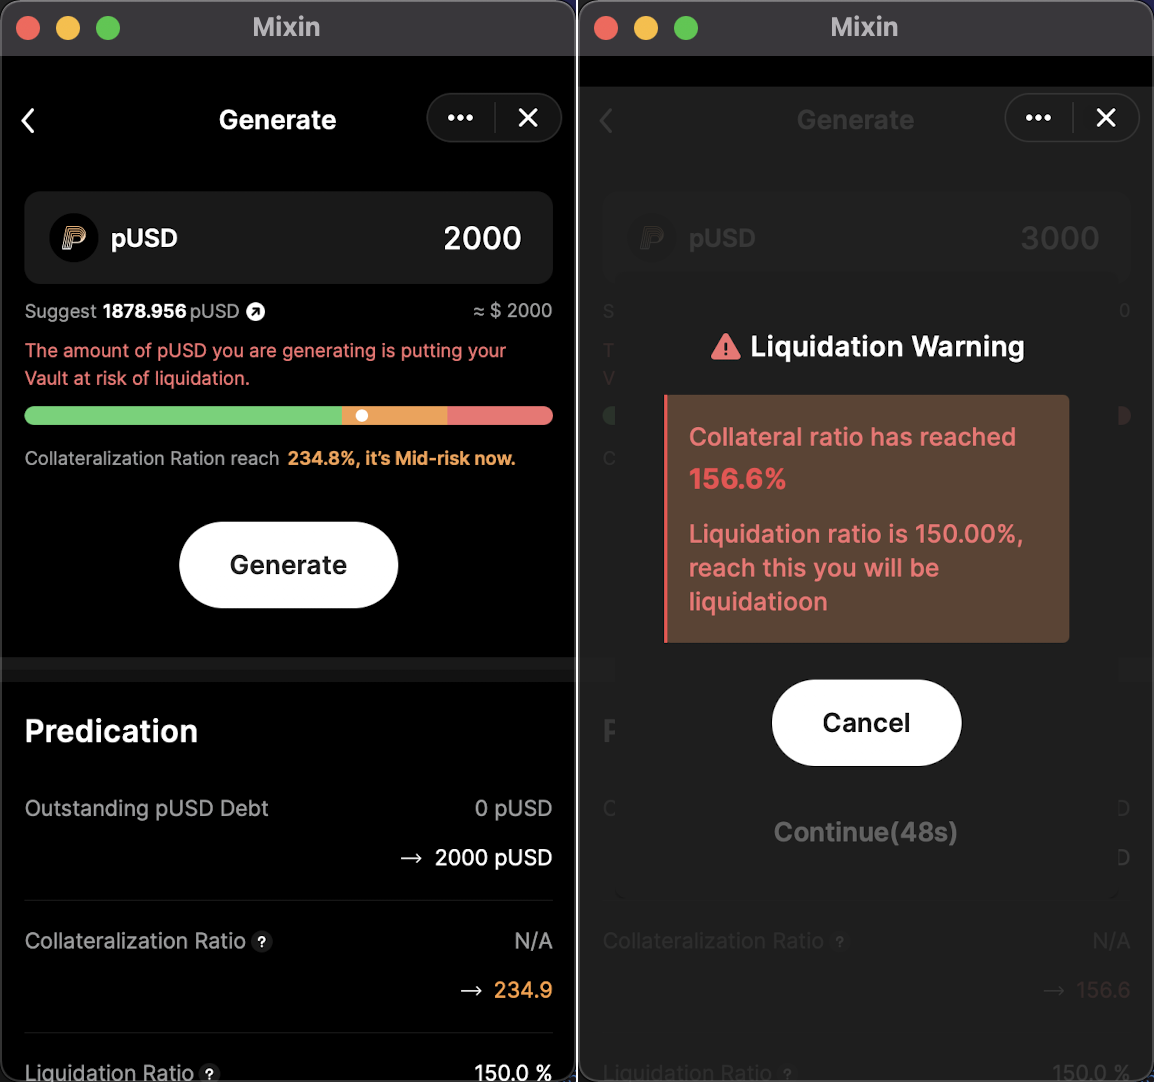 Mixin
Generate
pUSD 2000
Suggest 1878.956 pUSD ≈ $ 2000
The amount of pUSD you are generating is putting your
Vault at risk of liquidation.
Collateralization Ration reach 234.8%, it's Mid-risk now.
Generate
Predication
Outstanding pUSD Debt 0 pUSD
→ 2000 pUSD
Collateralization Ratio ? N/A
→ 234.9
Liquidation Ratio ? 150.0 %
Mixin
Generate
pUSD 3000
S 0
T
V
C
Liquidation Warning
Collateral ratio has reached
156.6%
Liquidation ratio is 150.00%,
reach this you will be
liquidatioon
Cancel
Continue(48s)
Collateralization Ratio ? N/A
→ 156.6
Liquidation Ratio ? 150.0 %